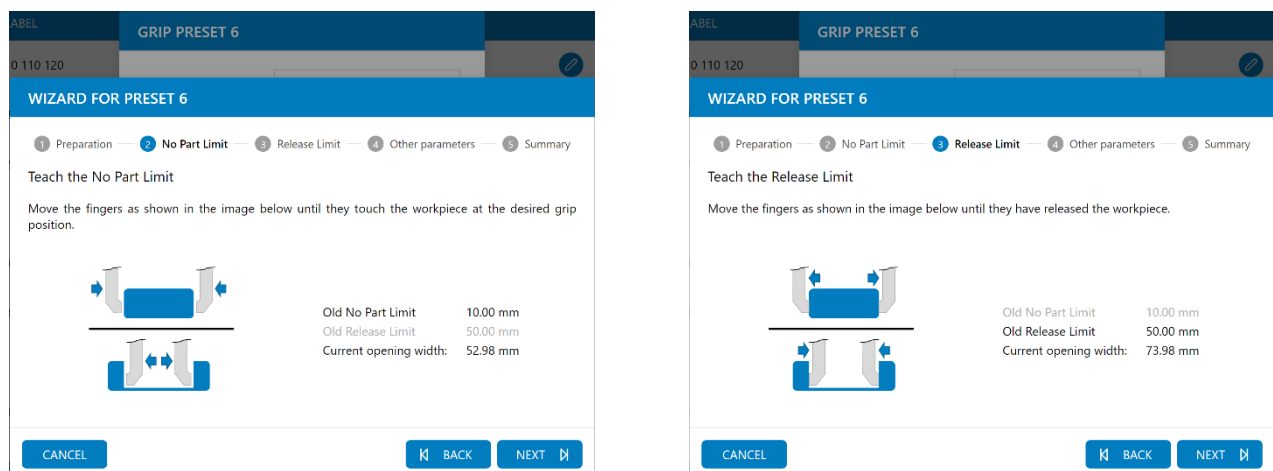 ABEL
GRIP PRESET 6
0 110 120
WIZARD FOR PRESET 6
1 Preparation 2 No Part Limit 3 Release Limit 4 Other parameters 5 Summary
Teach the No Part Limit
Move the fingers as shown in the image below until they touch the workpiece at the desired grip
position.
Old No Part Limit 10.00 mm
Old Release Limit 50.00 mm
Current opening width: 52.98 mm
CANCEL BACK NEXT
ABEL
GRIP PRESET 6
0 110 120
WIZARD FOR PRESET 6
1 Preparation 2 No Part Limit 3 Release Limit 4 Other parameters 5 Summary
Teach the Release Limit
Move the fingers as shown in the image below until they have released the workpiece.
Old No Part Limit 10.00 mm
Old Release Limit 50.00 mm
Current opening width: 73.98 mm
CANCEL BACK NEXT